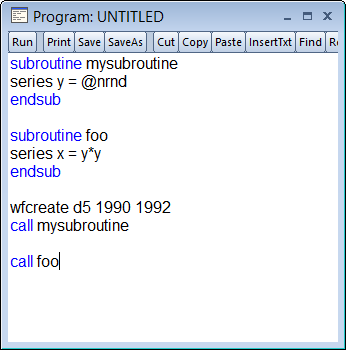 Program: UNTITLED
Run Print Save SaveAs Cut Copy Paste InsertTxt Find
subroutine mysubroutine
series y = @nrnd
endsub
subroutine foo
series x = y*y
endsub
wfcreate d5 1990 1992
call mysubroutine
call foo